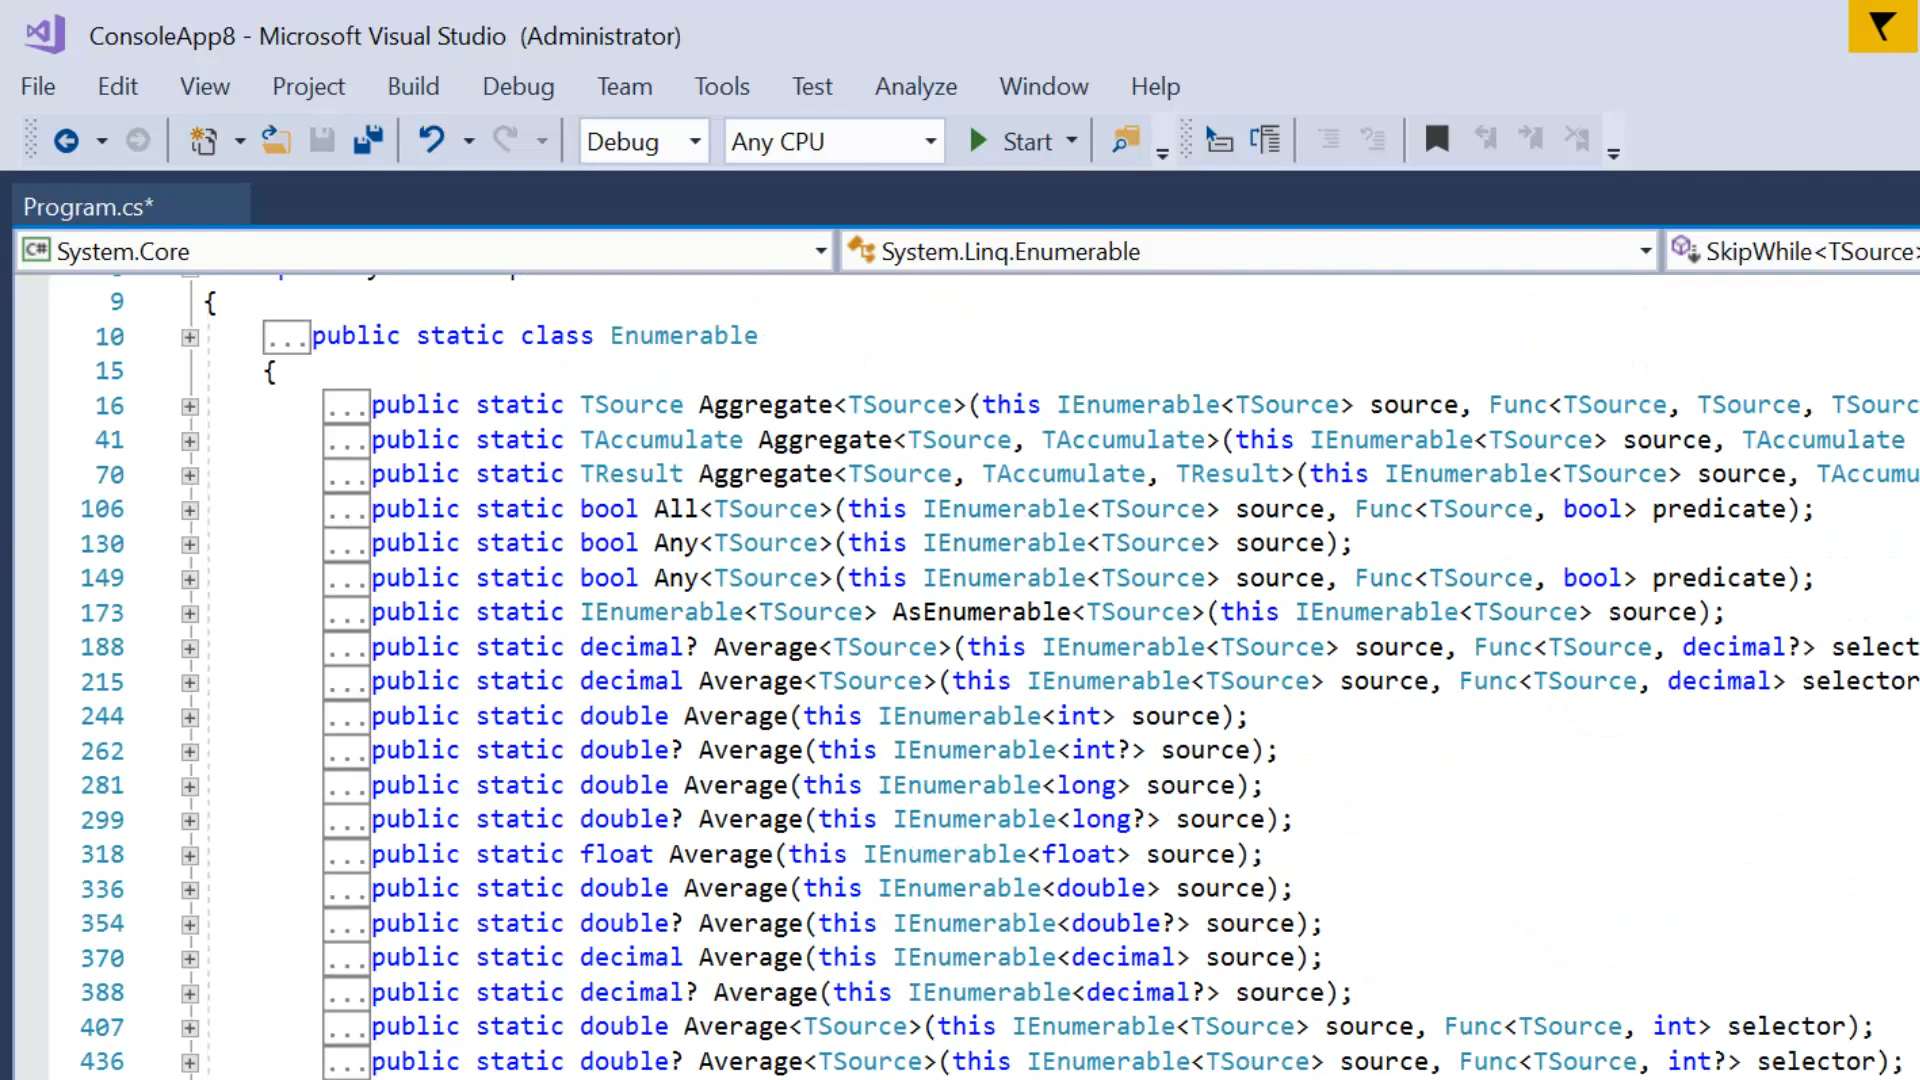 ConsoleApp8 - Microsoft Visual Studio (Administrator)
File Edit View Project Build Debug Team Tools Test Analyze Window Help
Debug Any CPU Start
Program.cs*
C# System.Core System.Linq.Enumerable SkipWhile<TSource>
9 {
10 ...public static class Enumerable
15 {
16 ...public static TSource Aggregate<TSource>(this IEnumerable<TSource> source, Func<TSource, TSource, TSourc
41 ...public static TAccumulate Aggregate<TSource, TAccumulate>(this IEnumerable<TSource> source, TAccumulate
70 ...public static TResult Aggregate<TSource, TAccumulate, TResult>(this IEnumerable<TSource> source, TAccumu
106 ...public static bool All<TSource>(this IEnumerable<TSource> source, Func<TSource, bool> predicate);
130 ...public static bool Any<TSource>(this IEnumerable<TSource> source);
149 ...public static bool Any<TSource>(this IEnumerable<TSource> source, Func<TSource, bool> predicate);
173 ...public static IEnumerable<TSource> AsEnumerable<TSource>(this IEnumerable<TSource> source);
188 ...public static decimal? Average<TSource>(this IEnumerable<TSource> source, Func<TSource, decimal?> select
215 ...public static decimal Average<TSource>(this IEnumerable<TSource> source, Func<TSource, decimal> selector
244 ...public static double Average(this IEnumerable<int> source);
262 ...public static double? Average(this IEnumerable<int?> source);
281 ...public static double Average(this IEnumerable<long> source);
299 ...public static double? Average(this IEnumerable<long?> source);
318 ...public static float Average(this IEnumerable<float> source);
336 ...public static double Average(this IEnumerable<double> source);
354 ...public static double? Average(this IEnumerable<double?> source);
370 ...public static decimal Average(this IEnumerable<decimal> source);
388 ...public static decimal? Average(this IEnumerable<decimal?> source);
407 ...public static double Average<TSource>(this IEnumerable<TSource> source, Func<TSource, int> selector);
436 ...public static double? Average<TSource>(this IEnumerable<TSource> source, Func<TSource, int?> selector);